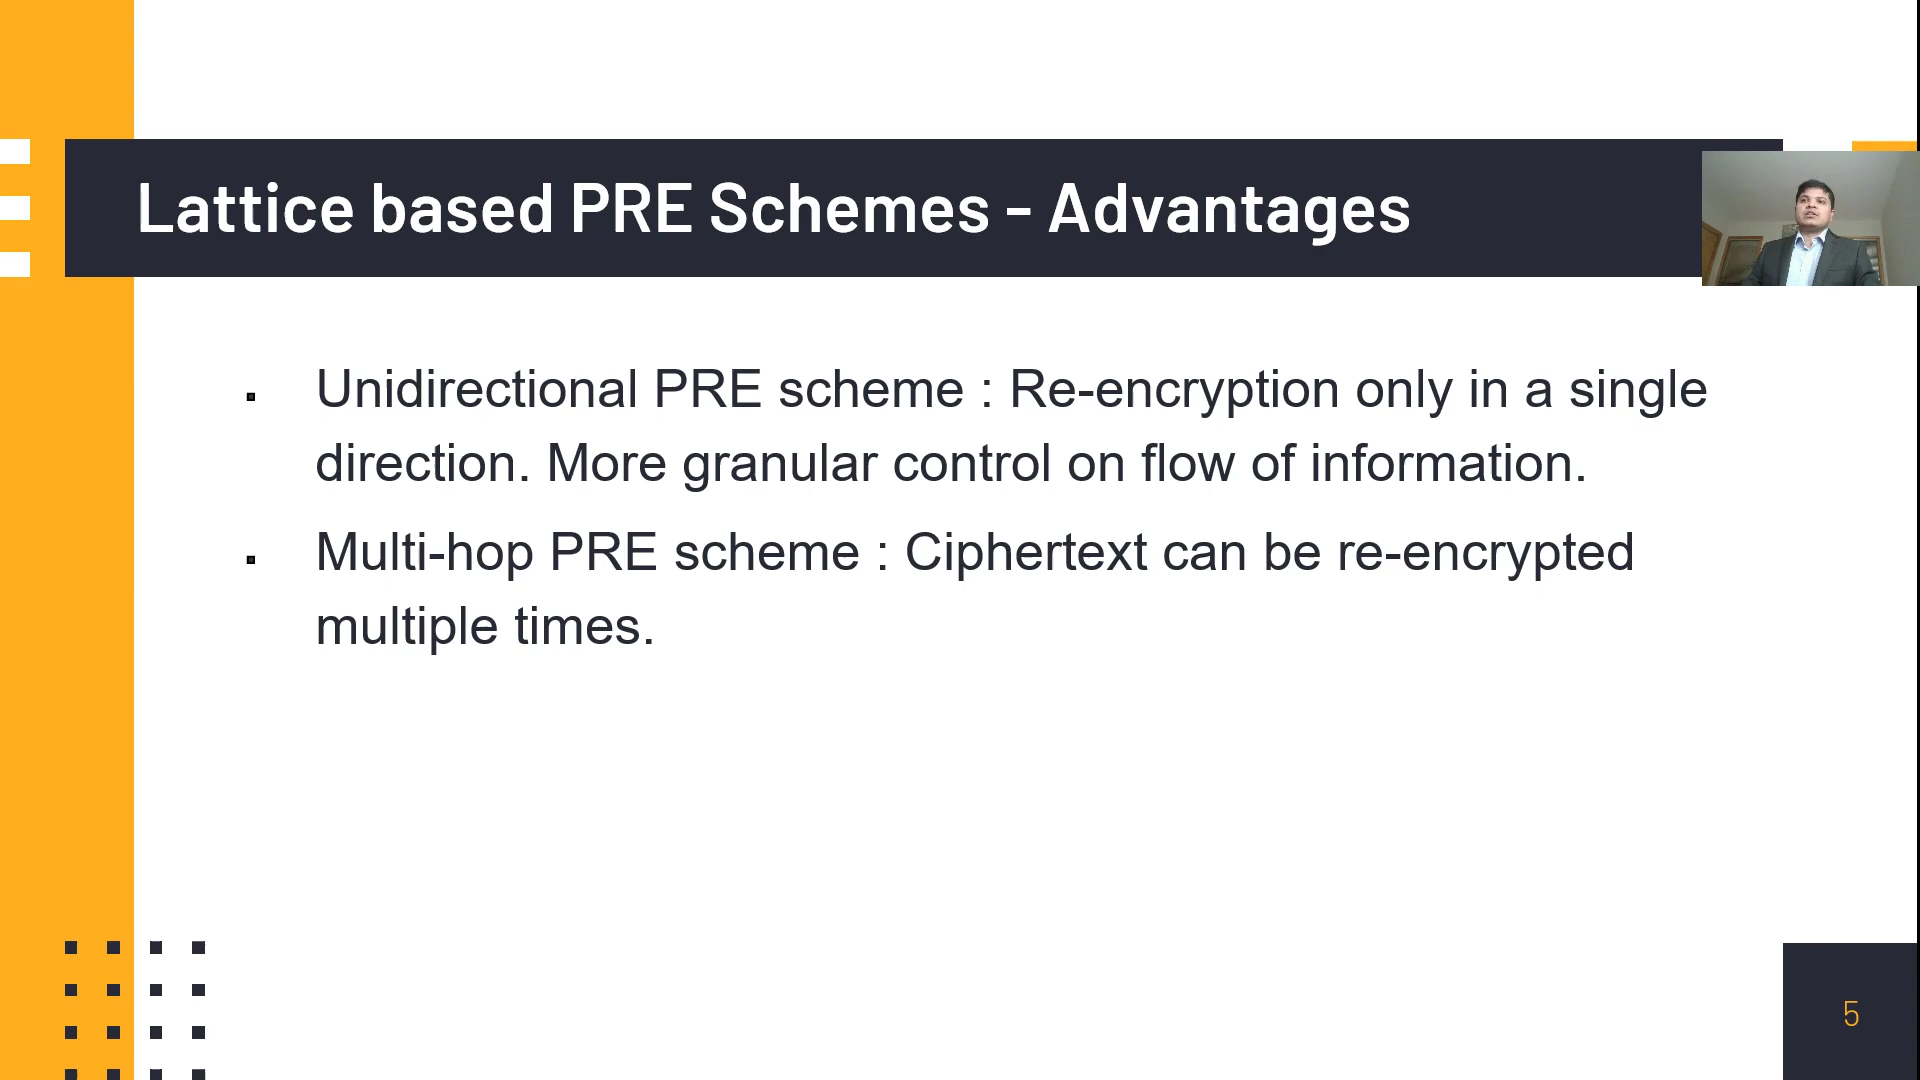 Lattice based PRE Schemes - Advantages
▪ Unidirectional PRE scheme : Re-encryption only in a single
direction. More granular control on flow of information.
▪ Multi-hop PRE scheme : Ciphertext can be re-encrypted
multiple times.
5